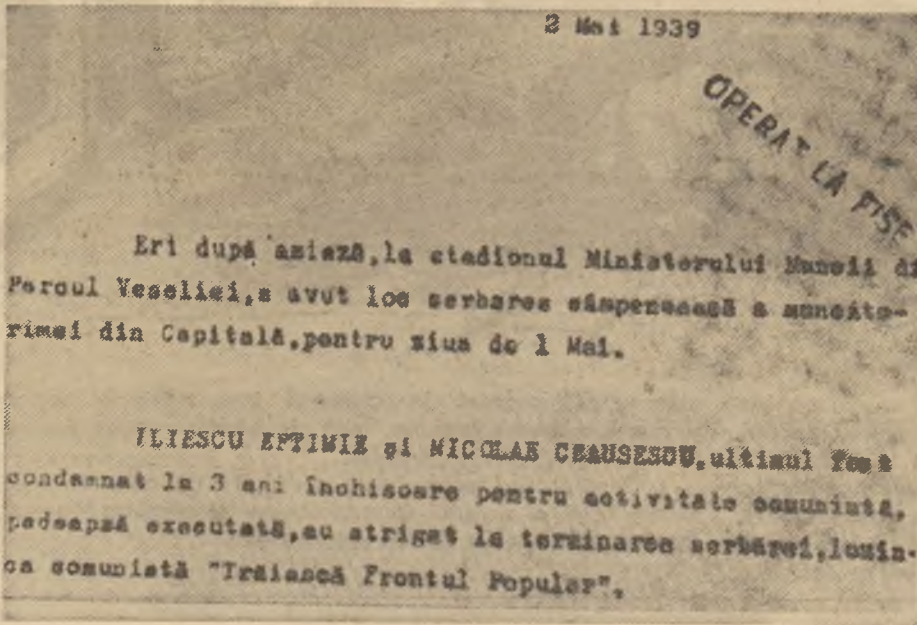 2 Mai 1939
OPERAT LA FIȘE
Eri după amiază, la stadionul Ministerului Muncii di
Parcul Veseliei, a avut loc serbarea câmpenească a muncito-
rimei din Capitală, pentru ziua de 1 Mai.
ILIESCU EFTIMIE și NICOLAE CEAUSESCU, ultimul fost
condamnat la 3 ani închisoare pentru activitate comunistă,
pedeapsă executată, au strigat la terminarea serbărei, lozin-
ca comunistă "Trăiască Frontul Popular".